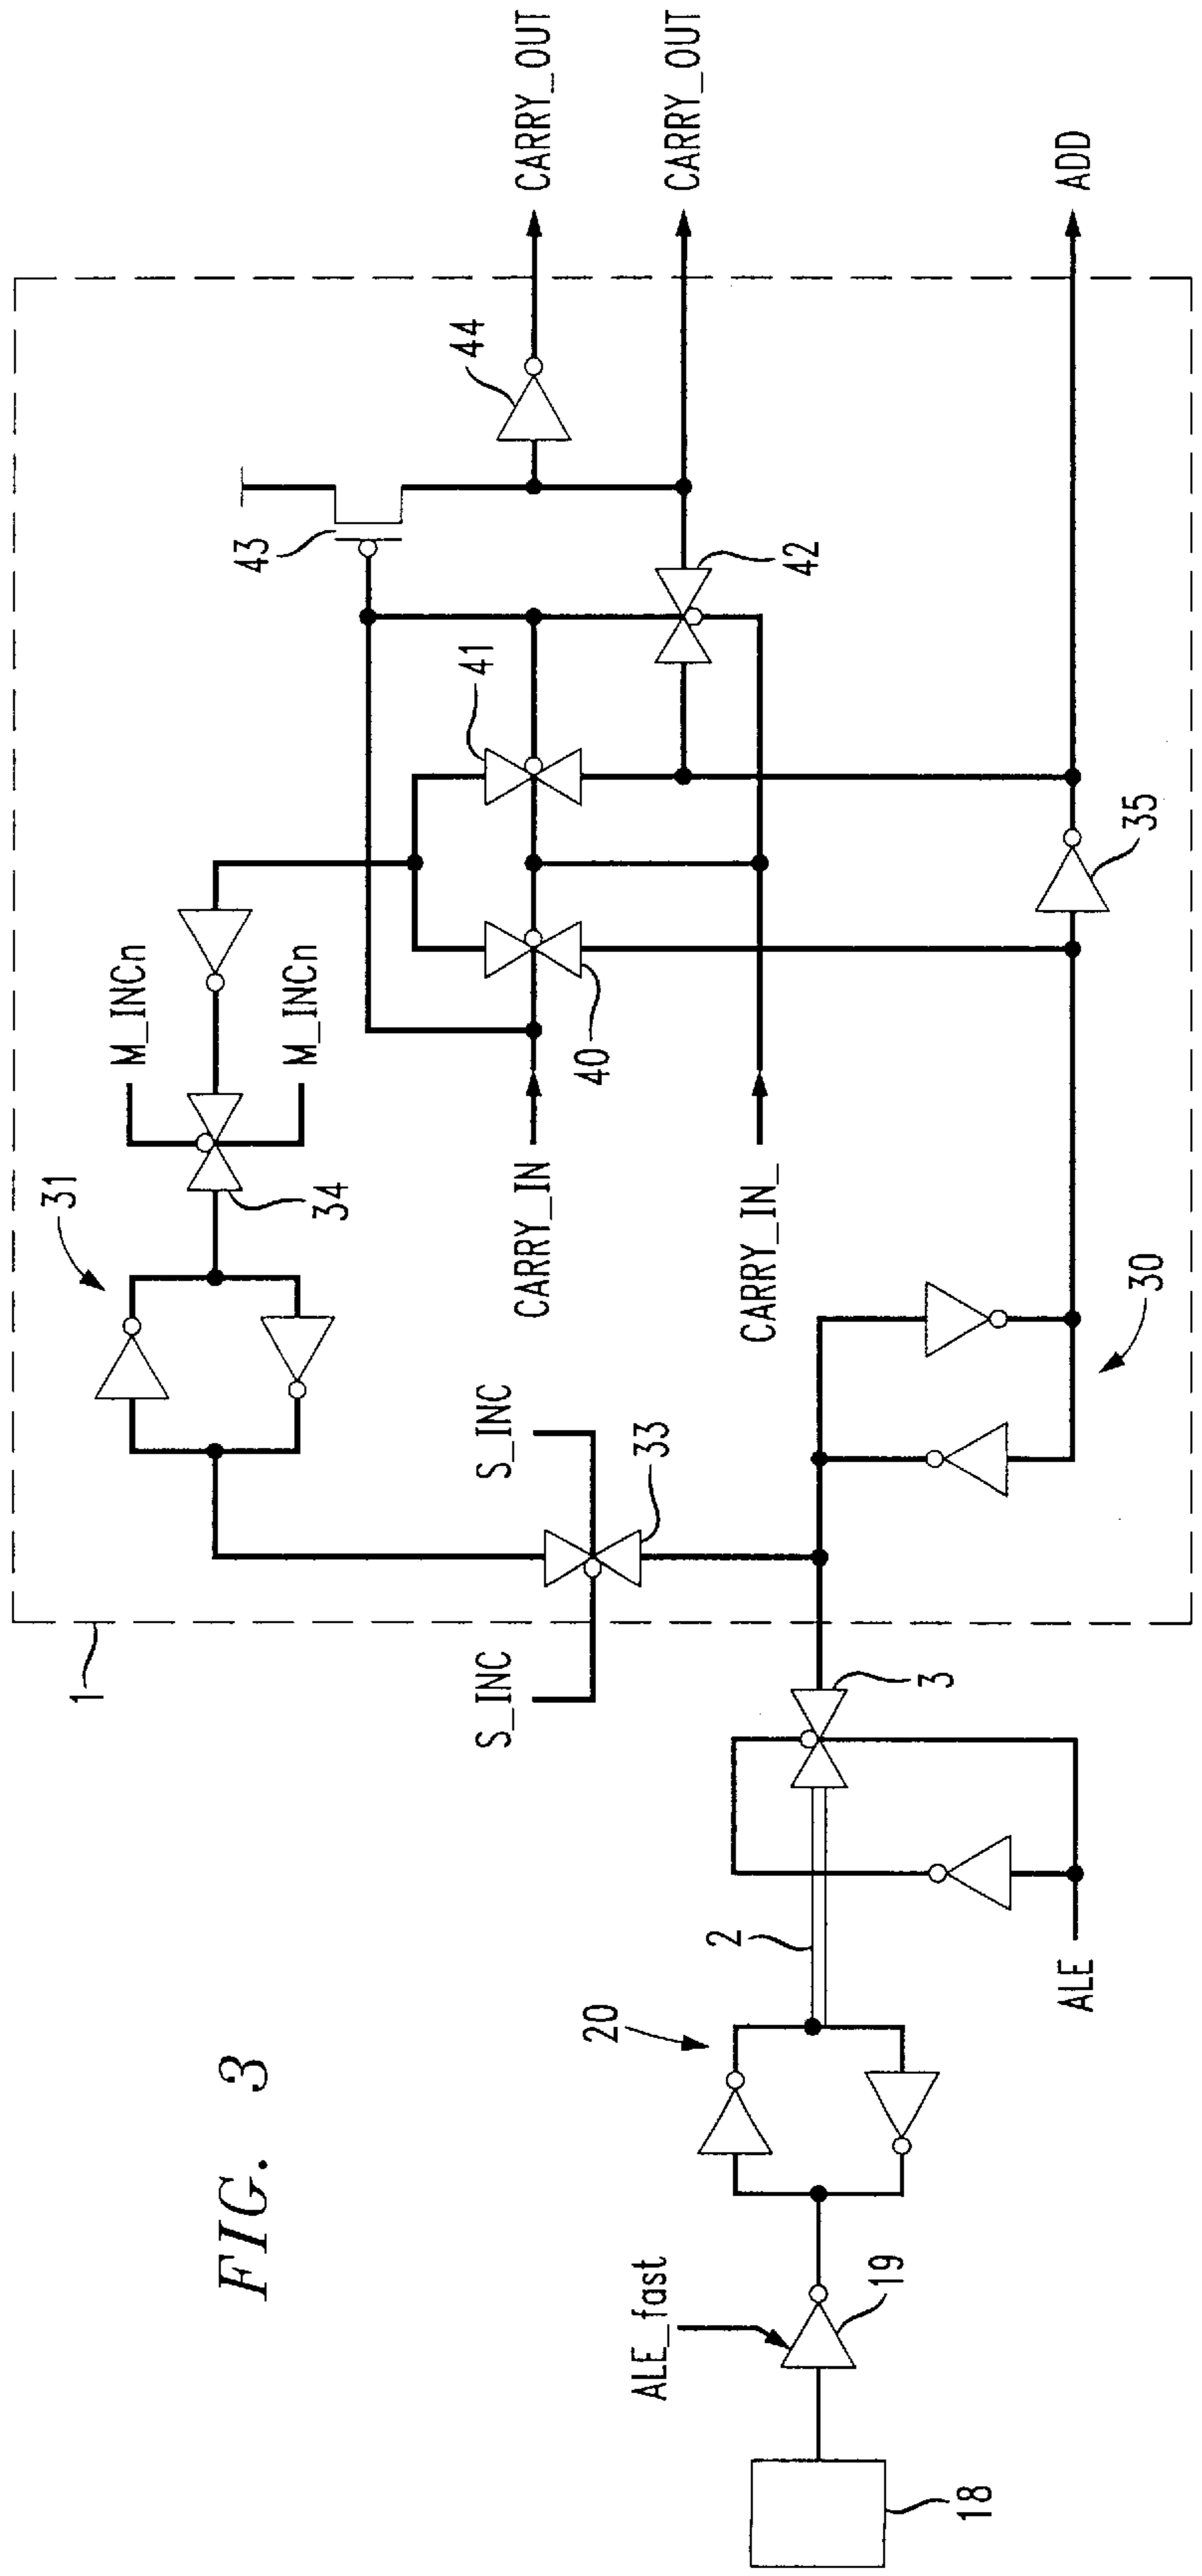 FIG. 3
1
31
M_INCn
M_INCn
34
43
44
CARRY_OUT
CARRY_OUT
41
42
40
CARRY_IN
CARRY_IN_
S_INC
S_INC
33
30
35
ADD
3
2
20
ALE
ALE_fast
19
18